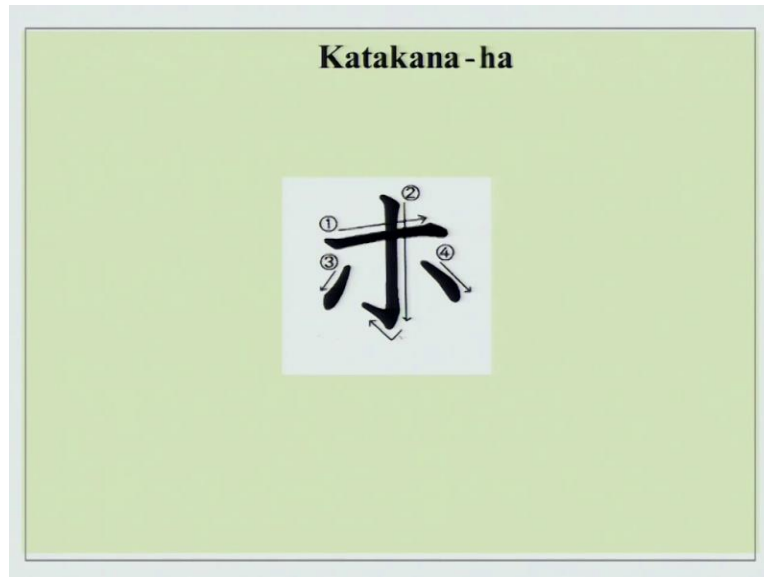 Katakana-ha
①
②
③
④
ホ